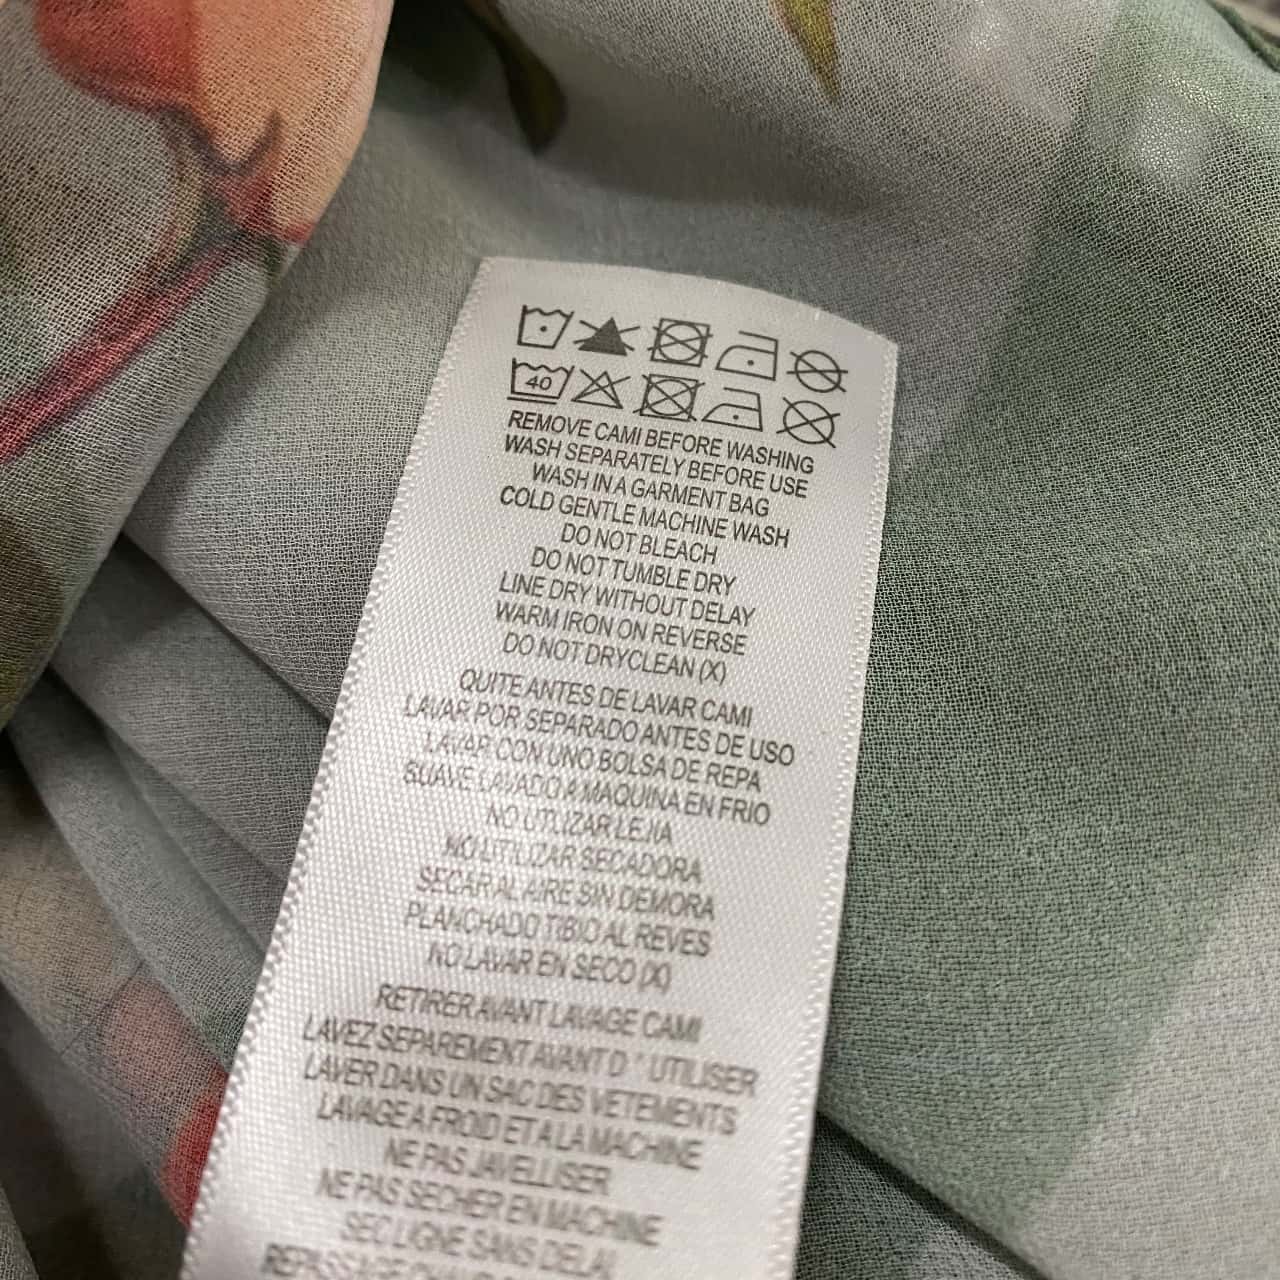 40
REMOVE CAMI BEFORE WASHING
WASH SEPARATELY BEFORE USE
WASH IN A GARMENT BAG
COLD GENTLE MACHINE WASH
DO NOT BLEACH
DO NOT TUMBLE DRY
LINE DRY WITHOUT DELAY
WARM IRON ON REVERSE
DO NOT DRYCLEAN (X)
QUITE ANTES DE LAVAR CAMI
LAVAR POR SEPARADO ANTES DE USO
LAVAR CON UNO BOLSA DE REPA
SUAVE LAVADO A MAQUINA EN FRIO
NO UTLIZAR LEJIA
NO UTILIZAR SECADORA
SECAR AL AIRE SIN DEMORA
PLANCHADO TIBIO AL REVES
NO LAVAR EN SECO (X)
RETIRER AVANT LAVAGE CAMI
LAVEZ SEPAREMENT AVANT D ' UTILISER
LAVER DANS UN SAC DES VETEMENTS
LAVAGE A FROID ET A LA MACHINE
NE PAS JAVELLISER
NE PAS SECHER EN MACHINE
SEC LIGNE SANS DELAI